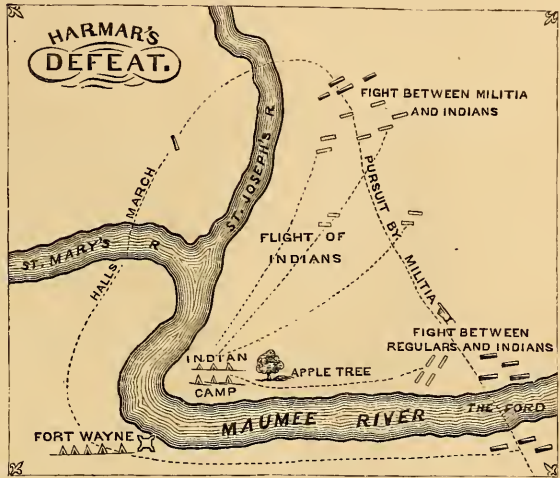 HARMAR'S
DEFEAT.
FIGHT BETWEEN MILITIA
AND INDIANS
ST. JOSEPH'S R
MARCH
PURSUIT BY MILITIA
ST. MARY'S R
FLIGHT OF
INDIANS
HALLS
FIGHT BETWEEN
REGULARS AND INDIANS
INDIAN
CAMP
APPLE TREE
MAUMEE RIVER
THE FORD
FORT WAYNE